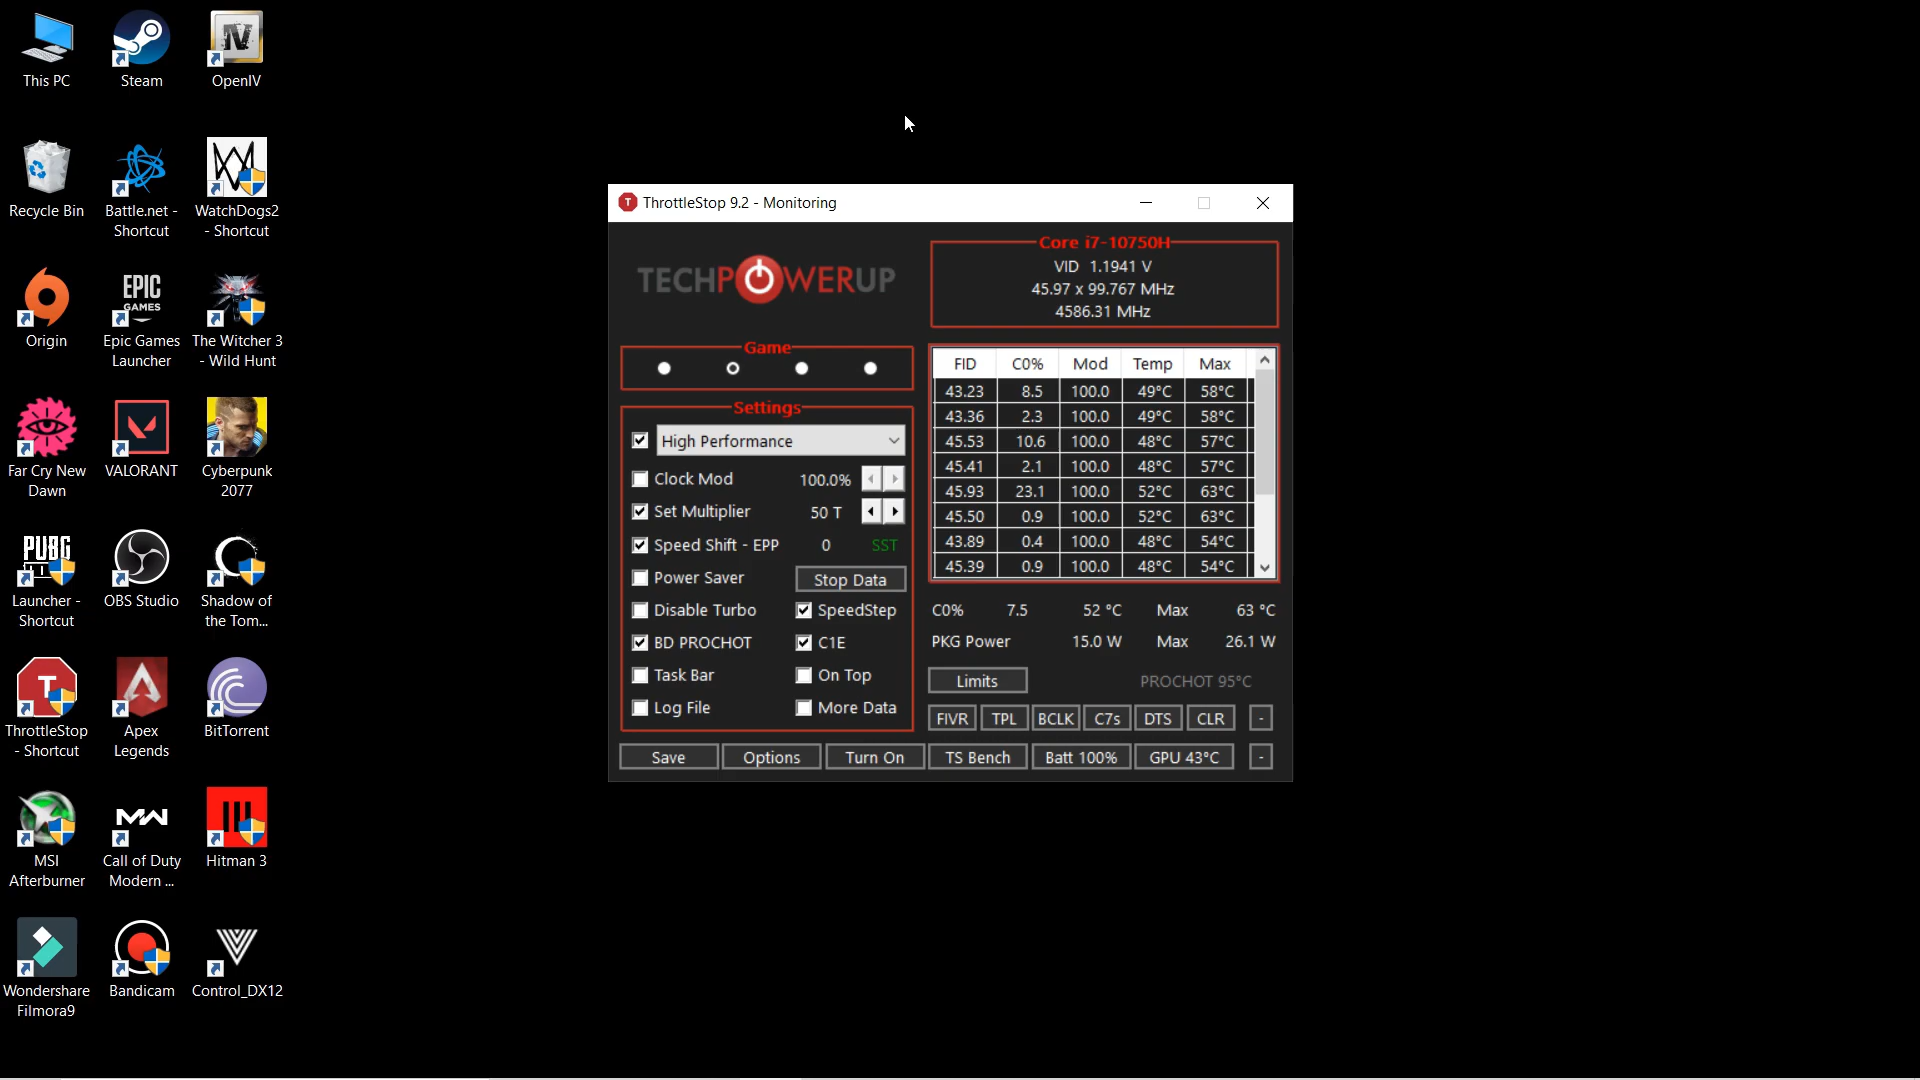 This PC
Steam
OpenIV
Recycle Bin
Battle.net -
Shortcut
WatchDogs2
- Shortcut
Origin
EPIC
GAMES
Epic Games
Launcher
The Witcher 3
- Wild Hunt
Far Cry New
Dawn
VALORANT
Cyberpunk
2077
PUBG
Launcher -
Shortcut
OBS Studio
Shadow of
the Tom...
T
ThrottleStop
- Shortcut
Apex
Legends
BitTorrent
MSI
Afterburner
MW
Call of Duty
Modern ...
Hitman 3
Wondershare
Filmora9
Bandicam
Control_DX12
T ThrottleStop 9.2 - Monitoring
TECHPOWERUP
Core i7-10750H
VID 1.1941 V
45.97 x 99.767 MHz
4586.31 MHz
Game
Settings
High Performance
Clock Mod 100.0%
Set Multiplier 50 T
Speed Shift - EPP 0 SST
Power Saver Stop Data
Disable Turbo SpeedStep
BD PROCHOT C1E
Task Bar On Top
Log File More Data
Save Options Turn On
FID C0% Mod Temp Max
43.23 8.5 100.0 49°C 58°C
43.36 2.3 100.0 49°C 58°C
45.53 10.6 100.0 48°C 57°C
45.41 2.1 100.0 48°C 57°C
45.93 23.1 100.0 52°C 63°C
45.50 0.9 100.0 52°C 63°C
43.89 0.4 100.0 48°C 54°C
45.39 0.9 100.0 48°C 54°C
C0% 7.5 52 °C Max 63 °C
PKG Power 15.0 W Max 26.1 W
Limits PROCHOT 95°C
FIVR TPL BCLK C7s DTS CLR -
TS Bench Batt 100% GPU 43°C -